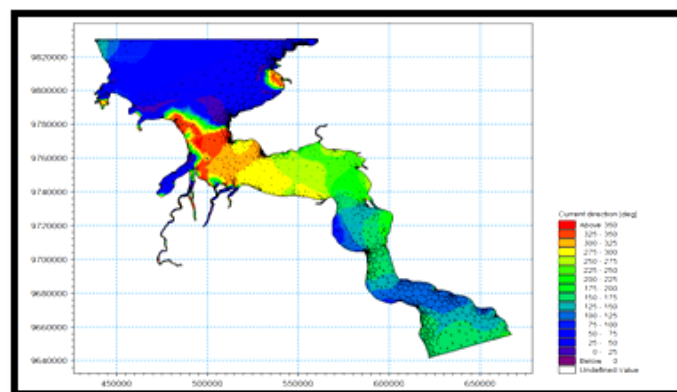 9820000
9800000
9780000
9760000
9740000
9720000
9700000
9680000
9660000
9640000
450000 500000 550000 600000 650000
Current direction [deg]
Above 350
325 - 350
300 - 325
275 - 300
250 - 275
225 - 250
200 - 225
175 - 200
150 - 175
125 - 150
100 - 125
75 - 100
50 - 75
25 - 50
0 - 25
Below 0
Undefined Value